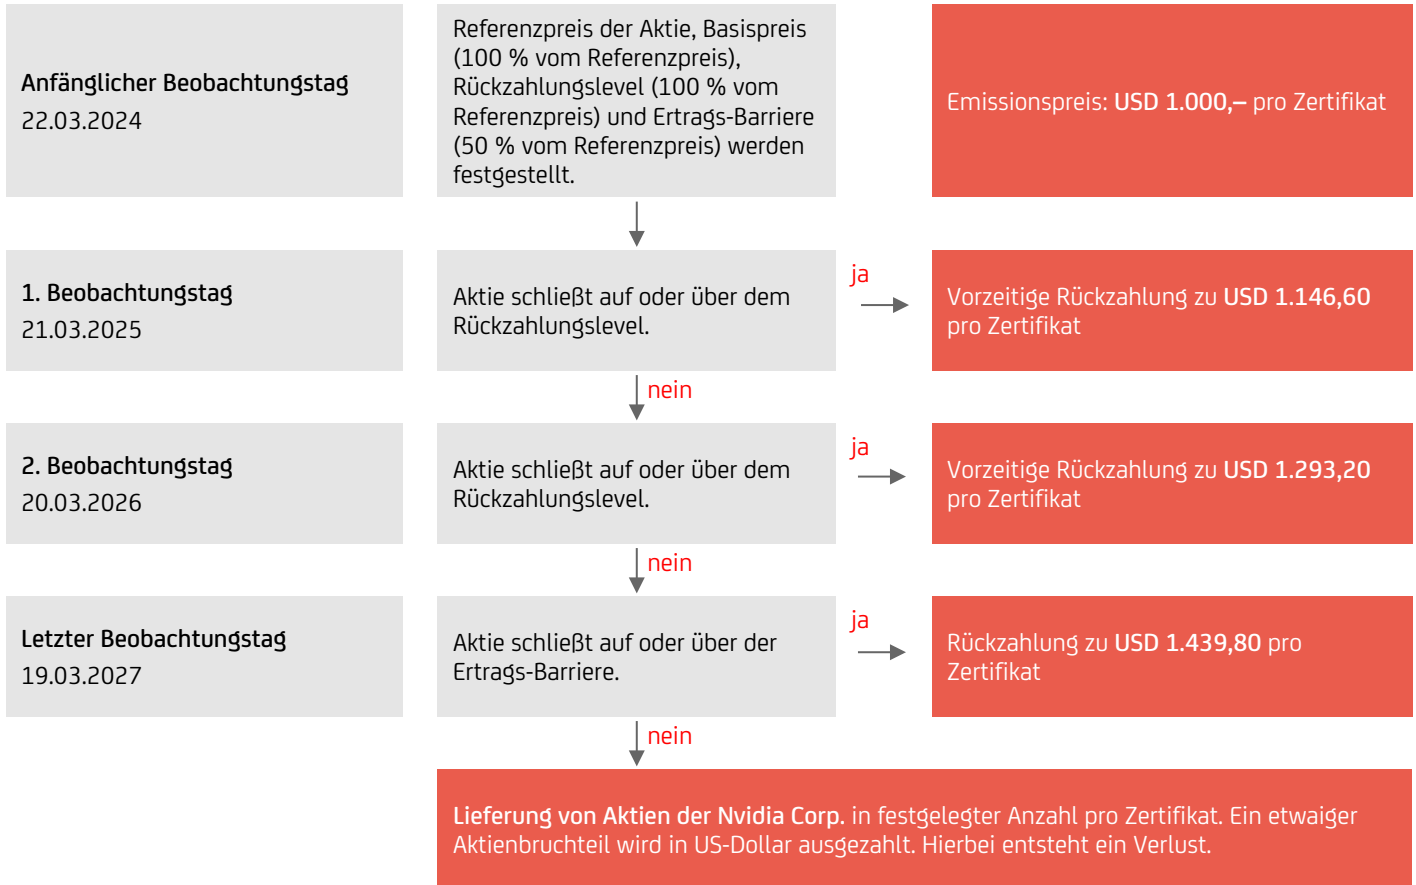 Anfänglicher Beobachtungstag
22.03.2024
Referenzpreis der Aktie, Basispreis
(100 % vom Referenzpreis),
Rückzahlungslevel (100 % vom
Referenzpreis) und Ertrags-Barriere
(50 % vom Referenzpreis) werden
festgestellt.
Emissionspreis: USD 1.000,– pro Zertifikat
1. Beobachtungstag
21.03.2025
Aktie schließt auf oder über dem
Rückzahlungslevel.
ja
Vorzeitige Rückzahlung zu USD 1.146,60
pro Zertifikat
nein
2. Beobachtungstag
20.03.2026
Aktie schließt auf oder über dem
Rückzahlungslevel.
ja
Vorzeitige Rückzahlung zu USD 1.293,20
pro Zertifikat
nein
Letzter Beobachtungstag
19.03.2027
Aktie schließt auf oder über der
Ertrags-Barriere.
ja
Rückzahlung zu USD 1.439,80 pro
Zertifikat
nein
Lieferung von Aktien der Nvidia Corp. in festgelegter Anzahl pro Zertifikat. Ein etwaiger
Aktienbruchteil wird in US-Dollar ausgezahlt. Hierbei entsteht ein Verlust.